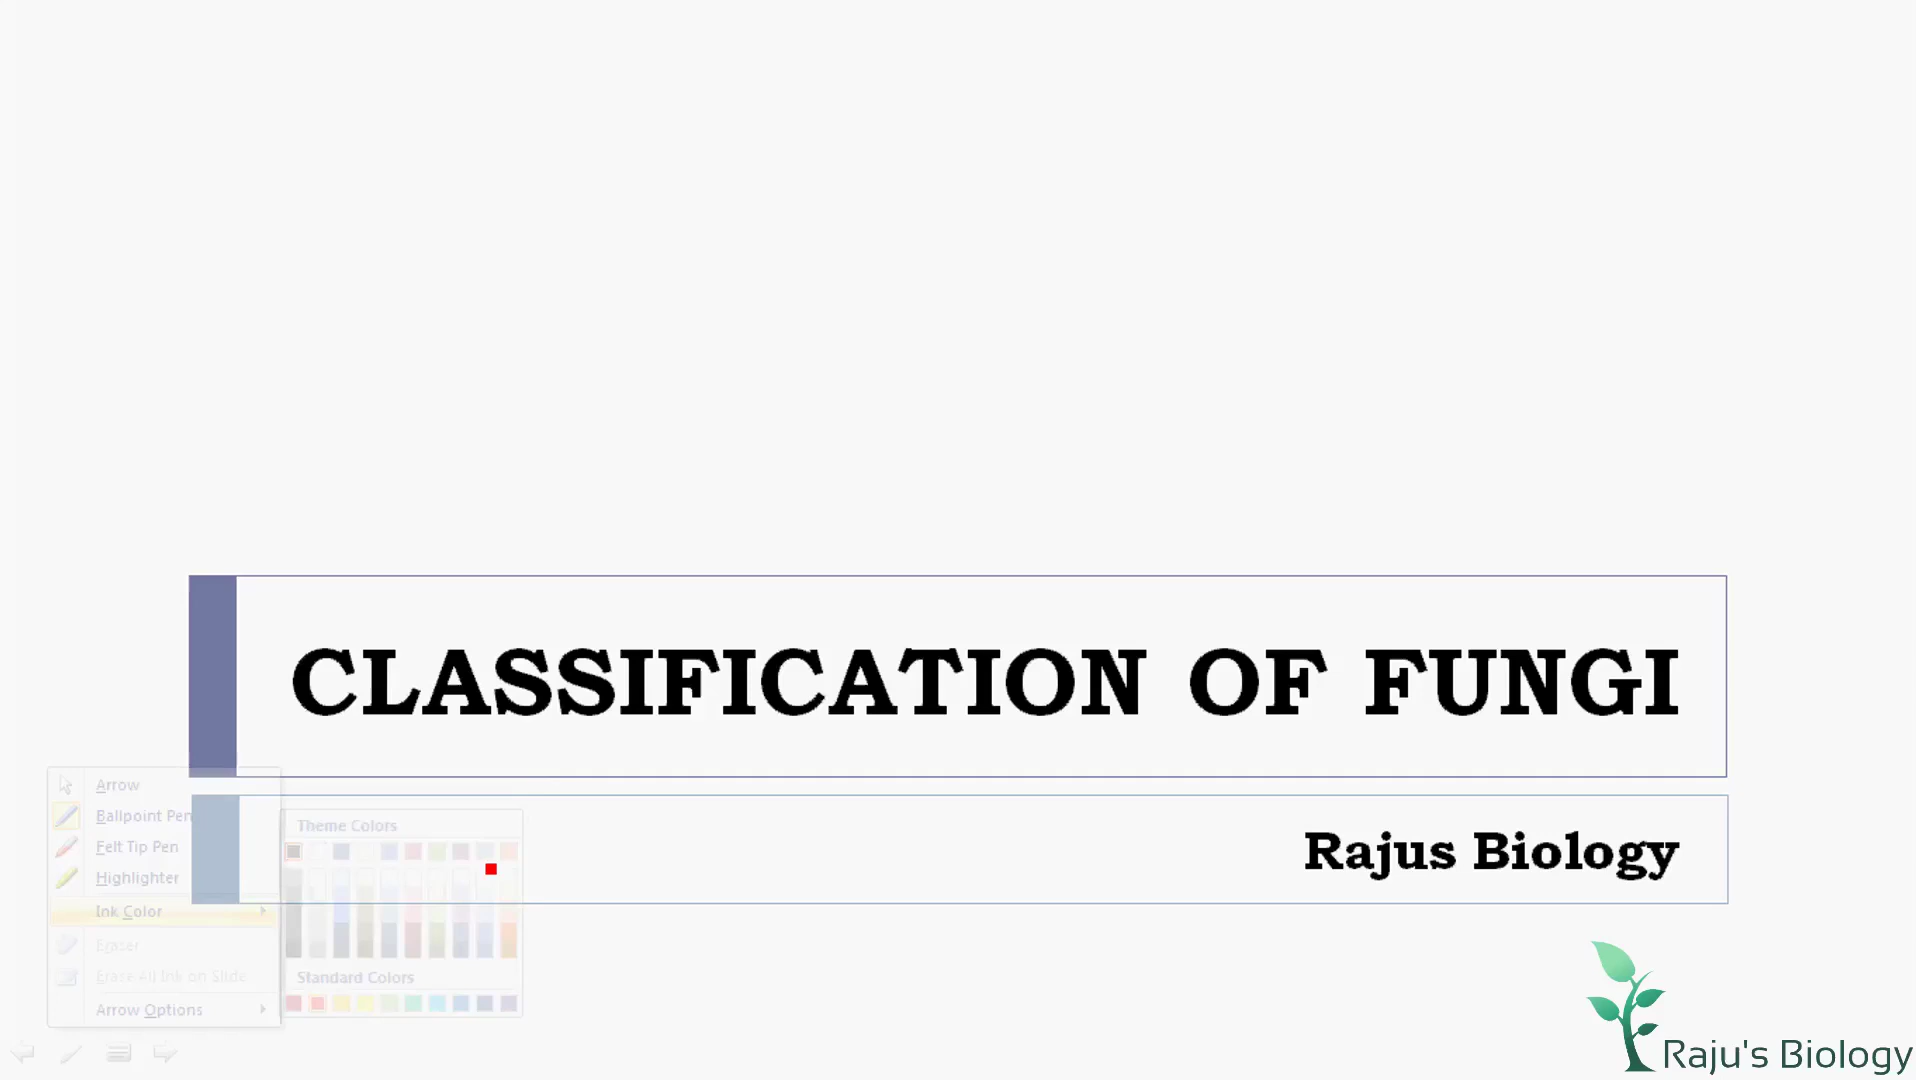 CLASSIFICATION OF FUNGI
Arrow
Ballpoint Pen
Rajus Biology
Theme Colors
Felt Tip Pen
Highlighter
Ink Color
Eraser
Erase All Ink on Slide
Standard Colors
Arrow Options
Raju's Biology